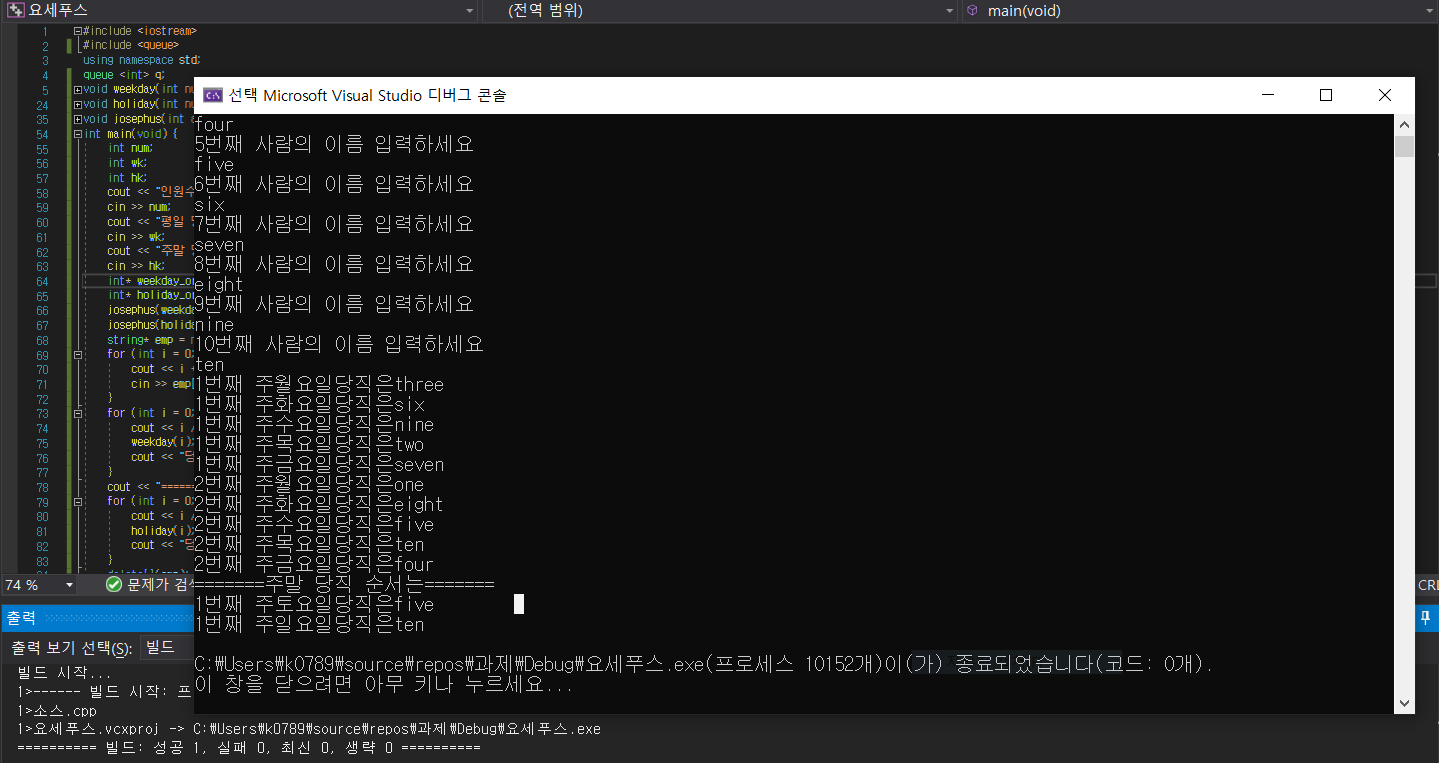 요세푸스
(전역 범위)
main(void)
1 #include <iostream>
2 #include <queue>
3 using namespace std;
4 queue <int> q;
5 void weekday(int
24 void holiday(int
35 void josephus(int
54 int main(void) {
55 int num;
56 int wk;
57 int hk;
58 cout << "인원수
59 cin >> num;
60 cout << "평일
61 cin >> wk;
62 cout << "주말
63 cin >> hk;
64 int* weekday_or
65 int* holiday_or
66 josephus(weekda
67 josephus(holida
68 string* emp =
69 for (int i = 0;
70 cout << i +
71 cin >> emp[
72 }
73 for (int i = 0;
74 cout << i /
75 weekday(i);
76 cout << "당
77 }
78 cout << "======
79 for (int i = 0;
80 cout << i /
81 holiday(i);
82 cout << "당
83 }
선택 Microsoft Visual Studio 디버그 콘솔
four
5번째 사람의 이름 입력하세요
five
6번째 사람의 이름 입력하세요
six
7번째 사람의 이름 입력하세요
seven
8번째 사람의 이름 입력하세요
eight
9번째 사람의 이름 입력하세요
nine
10번째 사람의 이름 입력하세요
ten
1번째 주월요일당직은three
1번째 주화요일당직은six
1번째 주수요일당직은nine
1번째 주목요일당직은two
1번째 주금요일당직은seven
2번째 주월요일당직은one
2번째 주화요일당직은eight
2번째 주수요일당직은five
2번째 주목요일당직은ten
2번째 주금요일당직은four
=======주말 당직 순서는=======
1번째 주토요일당직은five
1번째 주일요일당직은ten
C:₩Users₩k0789₩source₩repos₩과제₩Debug₩요세푸스.exe(프로세스 10152개)이(가) 종료되었습니다(코드: 0개).
이 창을 닫으려면 아무 키나 누르세요...
74 %
문제가 검색
CRL
출력
출력 보기 선택(S): 빌드
빌드 시작...
1>------ 빌드 시작: 프
1>소스.cpp
1>요세푸스.vcxproj -> C:₩Users₩k0789₩source₩repos₩과제₩Debug₩요세푸스.exe
========== 빌드: 성공 1, 실패 0, 최신 0, 생략 0 ==========